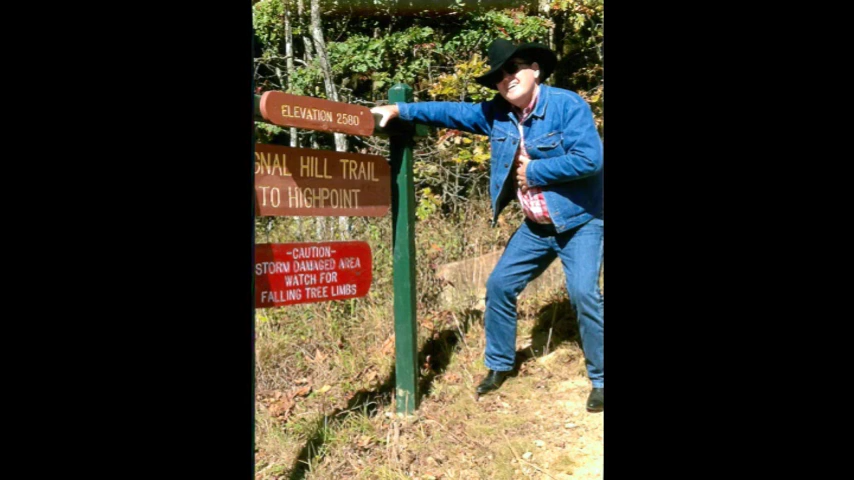 ELEVATION 2580
GNAL HILL TRAIL
TO HIGHPOINT
-CAUTION-
STORM DAMAGED AREA
WATCH FOR
FALLING TREE LIMBS